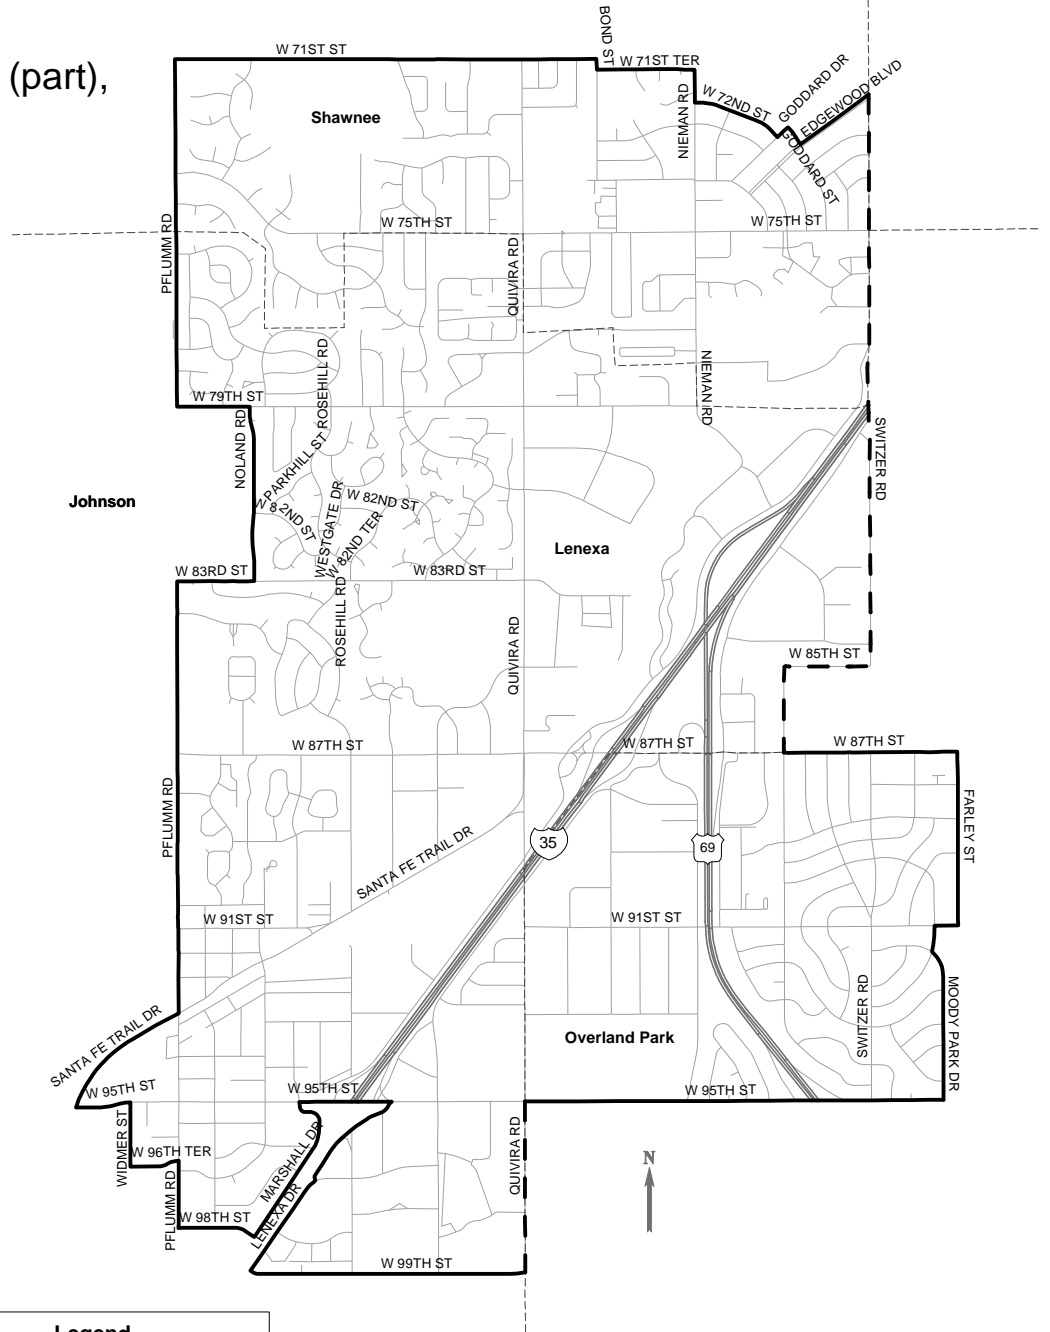 BOND ST
W 71ST ST
W 71ST TER
(part),
GODDARD DR
EDGEWOOD BLVD
W 72ND ST
Shawnee
NIEMAN RD
GODDARD ST
W 75TH ST
W 75TH ST
PFLUMM RD
QUIVIRA RD
ROSEHILL RD
NIEMAN RD
W 79TH ST
NOLAND RD
SWITZER RD
PARKHILL ST
Johnson
W 82ND ST
W 82ND ST
WESTGATE DR
W 82ND TER
Lenexa
W 83RD ST
W 83RD ST
ROSEHILL RD
QUIVIRA RD
W 85TH ST
W 87TH ST
W 87TH ST
W 87TH ST
PFLUMM RD
FARLEY ST
SANTA FE TRAIL DR
35
69
W 91ST ST
W 91ST ST
SANTA FE TRAIL DR
SWITZER RD
MOODY PARK DR
Overland Park
W 95TH ST
W 95TH ST
W 95TH ST
WIDMER ST
W 96TH TER
MARSHALL DR
QUIVIRA RD
N
PFLUMM RD
W 98TH ST
LENEXA DR
W 99TH ST
Legend